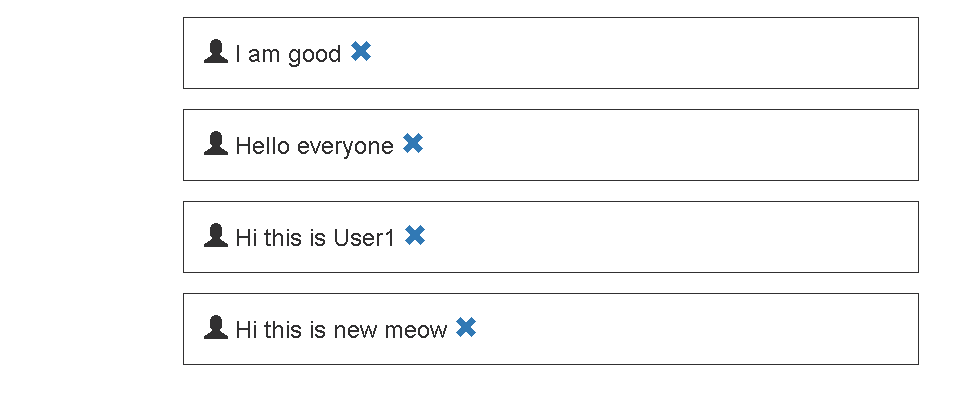 I am good
Hello everyone
Hi this is User1
Hi this is new meow